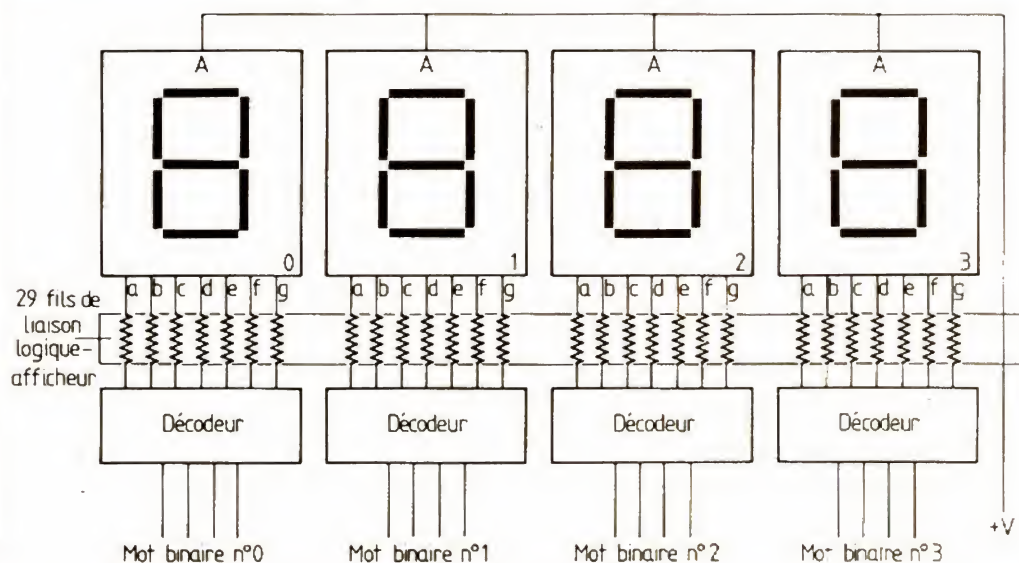 A A A A
0 1 2 3
a b c d e f g a b c d e f g a b c d e f g a b c d e f g
29 fils de
liaison
logique-
afficheur
Décodeur Décodeur Décodeur Décodeur
+V
Mot binaire n°0 Mot binaire n°1 Mot binaire n°2 Mot binaire n°3